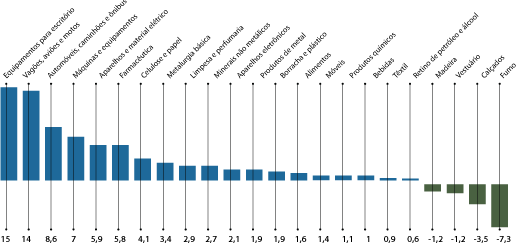 Equipamentos para escritório
Vagões, aviões e motos
Automóveis, caminhões e ônibus
Máquinas e equipamentos
Aparelhos e material elétrico
Farmacêutica
Celulose e papel
Metalurgia básica
Limpesa e perfumaria
Minerais não metálicos
Aparelhos eletrônicos
Produtos de metal
Borracha e plástico
Alimentos
Móveis
Produtos químicos
Bebidas
Têxtil
Retino de petróleo e álcool
Madeira
Vestuário
Calçados
Fumo
15 14 8,6 7 5,9 5,8 4,1 3,4 2,9 2,7 2,1 1,9 1,9 1,6 1,4 1,1 1 0,9 0,6 -1,2 -1,2 -3,5 -7,3